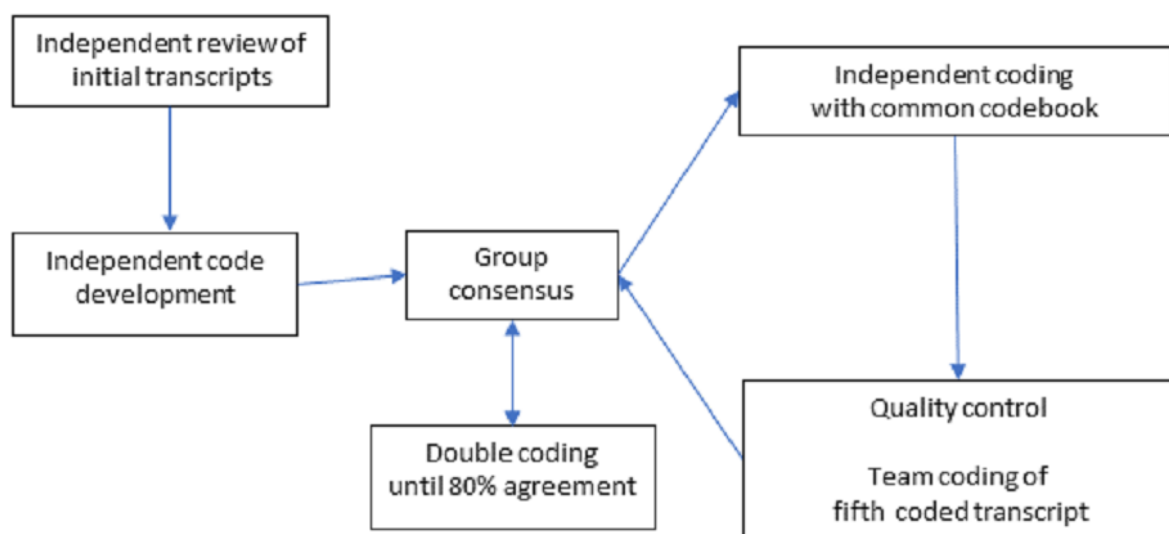 Independent review of
initial transcripts
Independent code
development
Group
consensus
Double coding
until 80% agreement
Independent coding
with common codebook
Quality control
Team coding of
fifth coded transcript